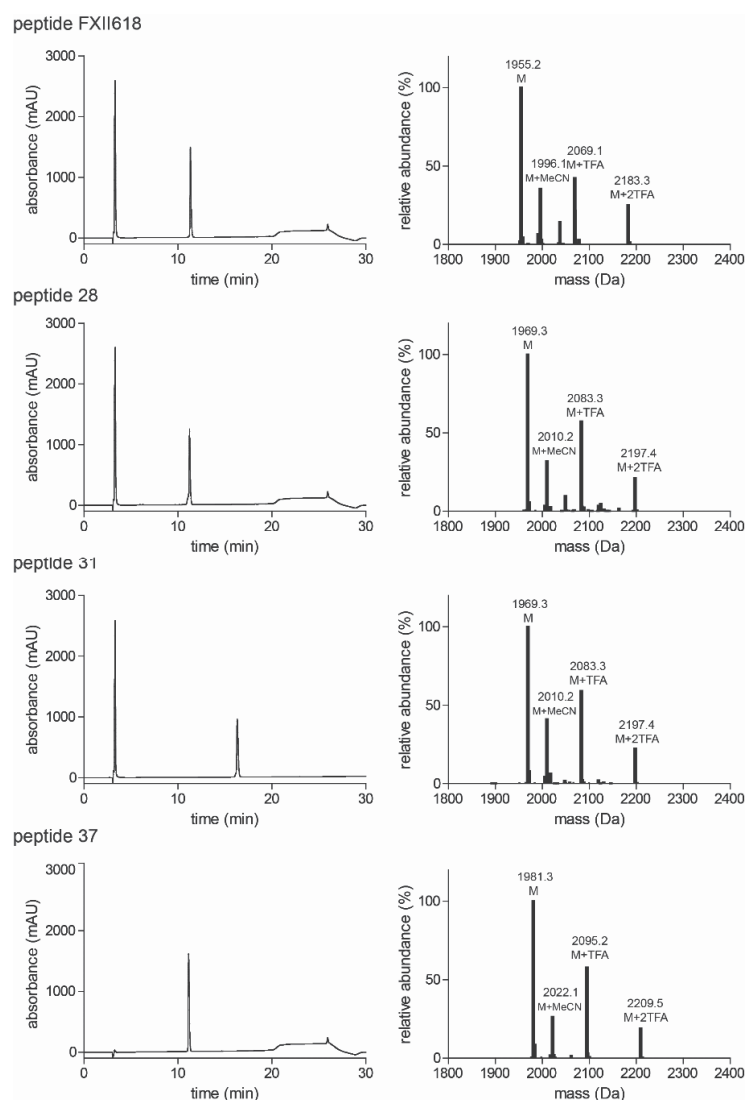 peptide FXII618
absorbance (mAU)
3000
2000
1000
0
0 10 20 30
time (min)
relative abundance (%)
100
50
0
1955.2
M
1996.1
M+MeCN
2069.1
M+TFA
2183.3
M+2TFA
1800 1900 2000 2100 2200 2300 2400
mass (Da)
peptide 28
absorbance (mAU)
3000
2000
1000
0
0 10 20 30
time (min)
relative abundance (%)
100
50
0
1969.3
M
2010.2
M+MeCN
2083.3
M+TFA
2197.4
M+2TFA
1800 1900 2000 2100 2200 2300 2400
mass (Da)
peptide 31
absorbance (mAU)
3000
2000
1000
0
0 10 20 30
time (min)
relative abundance (%)
100
50
0
1969.3
M
2010.2
M+MeCN
2083.3
M+TFA
2197.4
M+2TFA
1800 1900 2000 2100 2200 2300 2400
mass (Da)
peptide 37
absorbance (mAU)
3000
2000
1000
0
0 10 20 30
time (min)
relative abundance (%)
100
50
0
1981.3
M
2022.1
M+MeCN
2095.2
M+TFA
2209.5
M+2TFA
1800 1900 2000 2100 2200 2300 2400
mass (Da)